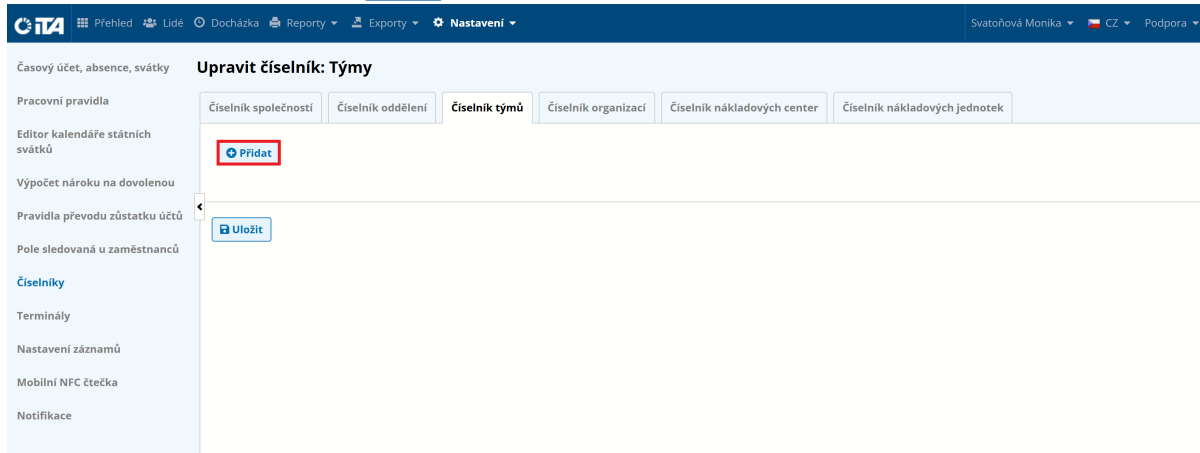 iTA Přehled Lidé Docházka Reporty Exporty Nastavení Svatoňová Monika CZ Podpora
Časový účet, absence, svátky
Pracovní pravidla
Editor kalendáře státních
svátků
Výpočet nároku na dovolenou
Pravidla převodu zůstatku účtů
Pole sledovaná u zaměstnanců
Číselníky
Terminály
Nastavení záznamů
Mobilní NFC čtečka
Notifikace
Upravit číselník: Týmy
Číselník společností Číselník oddělení Číselník týmů Číselník organizací Číselník nákladových center Číselník nákladových jednotek
Přidat
Uložit